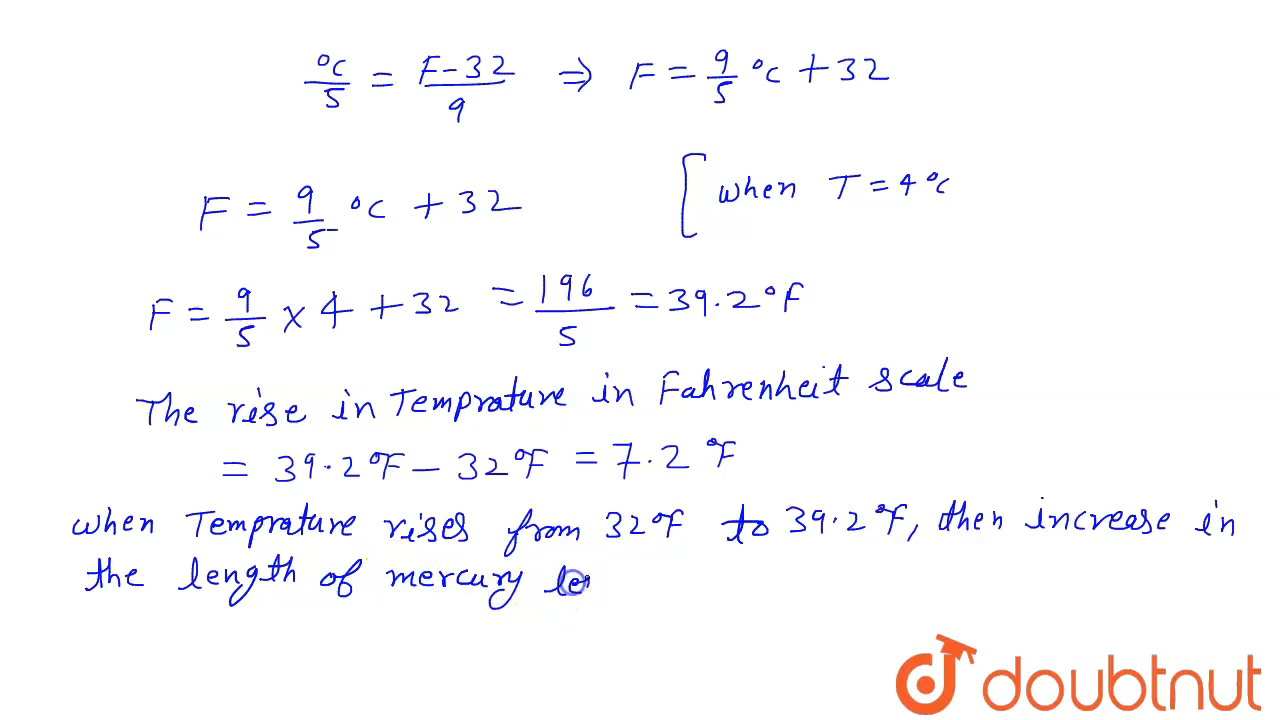 °C/5 = F-32/9 ⇒ F = 9/5 °C + 32
F = 9/5 °C + 32 [when T = 4°C
F = 9/5 × 4 + 32 = 196/5 = 39.2°F
The rise in Temprature in Fahrenheit scale
= 39.2°F - 32°F = 7.2°F
when Temprature rises from 32°F to 39.2°F, then increase in
the length of mercury
doubtnut